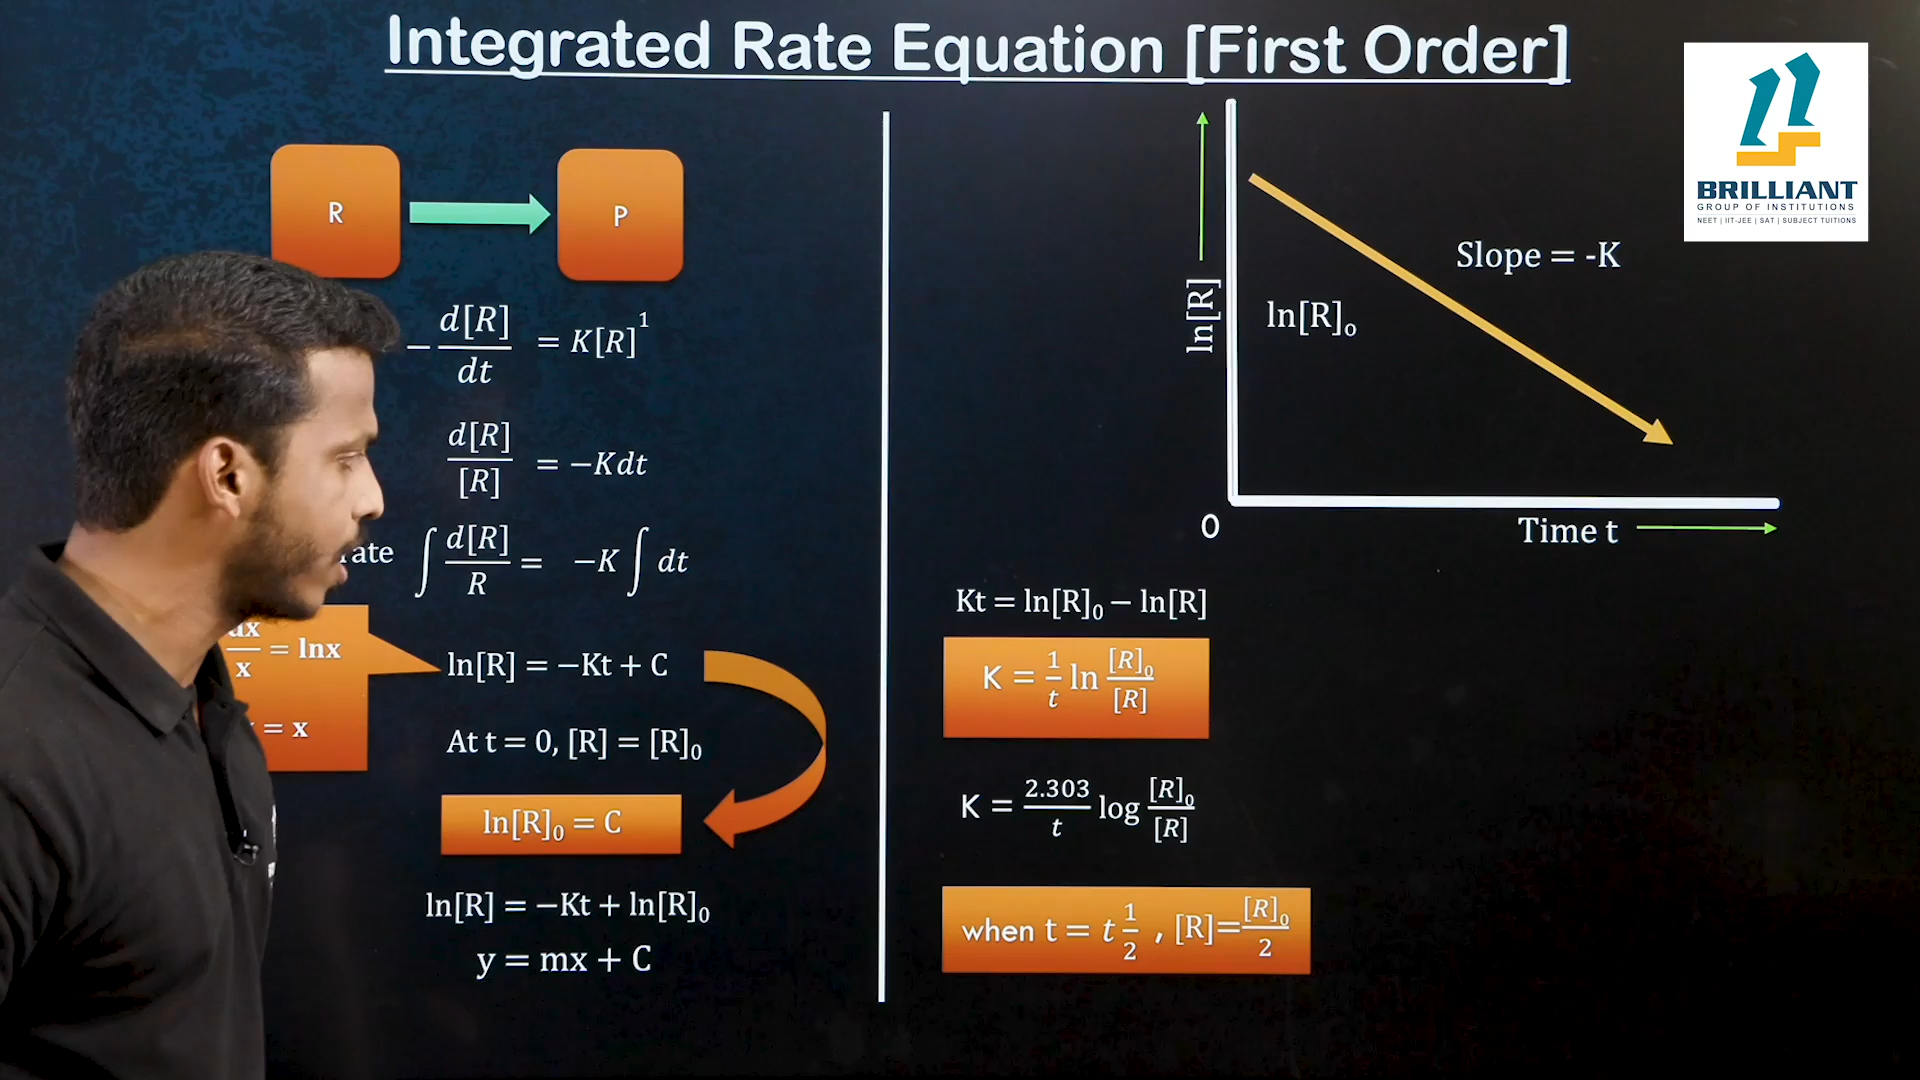 Integrated Rate Equation [First Order]
R
P
−d[R]/dt = K[R]¹
d[R]/[R] = −Kdt
∫ d[R]/R = −K ∫ dt
/x = lnx
= x
ln[R] = −Kt + C
At t = 0, [R] = [R]₀
ln[R]₀ = C
ln[R] = −Kt + ln[R]₀
y = mx + C
ln[R]
ln[R]₀
Slope = -K
0
Time t
Kt = ln[R]₀ − ln[R]
K = 1/t ln [R]₀/[R]
K = 2.303/t log [R]₀/[R]
when t = t 1/2 , [R]=[R]₀/2
BRILLIANT
GROUP OF INSTITUTIONS
NEET | IIT-JEE | SAT | SUBJECT TUITIONS